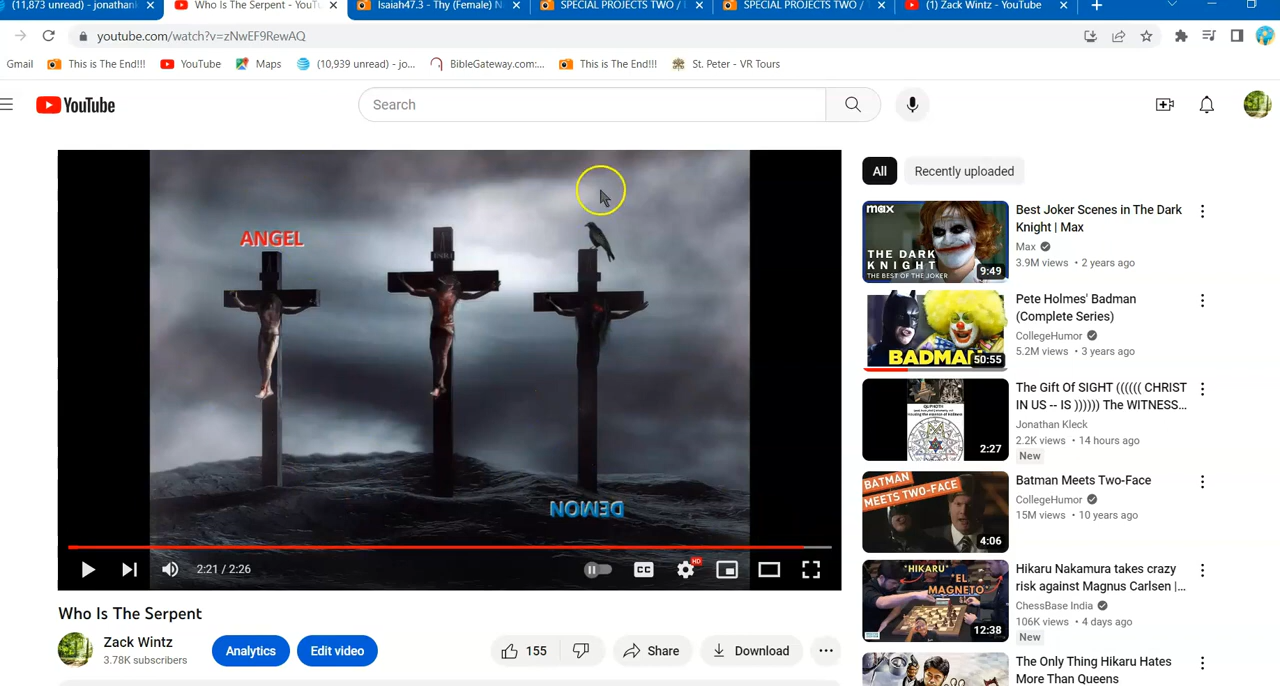 (11,873 unread) - jonathank
Who Is The Serpent - YouTu
Isaiah47.3 - Thy (Female) N
SPECIAL PROJECTS TWO /
SPECIAL PROJECTS TWO /
(1) Zack Wintz - YouTube
youtube.com/watch?v=zNwEF9RewAQ
Gmail
This is The End!!!
YouTube
Maps
(10,939 unread) - jo...
BibleGateway.com:...
This is The End!!!
St. Peter - VR Tours
YouTube
Search
ANGEL
DEMON
2:21 / 2:26
CC
HD
Who Is The Serpent
Zack Wintz
3.78K subscribers
Analytics
Edit video
155
Share
Download
All
Recently uploaded
max
THE DARK
KNIGHT
THE BEST OF THE JOKER
9:49
Best Joker Scenes in The Dark
Knight | Max
Max
3.9M views • 2 years ago
BADMAN
50:55
Pete Holmes' Badman
(Complete Series)
CollegeHumor
5.2M views • 3 years ago
2:27
The Gift Of SIGHT (((((( CHRIST
IN US -- IS )))))) The WITNESS...
Jonathan Kleck
2.2K views • 14 hours ago
New
BATMAN
MEETS TWO-FACE
4:06
Batman Meets Two-Face
CollegeHumor
15M views • 10 years ago
"HIKARU"
"EL
MAGNETO"
12:38
Hikaru Nakamura takes crazy
risk against Magnus Carlsen |...
ChessBase India
106K views • 4 days ago
New
The Only Thing Hikaru Hates
More Than Queens